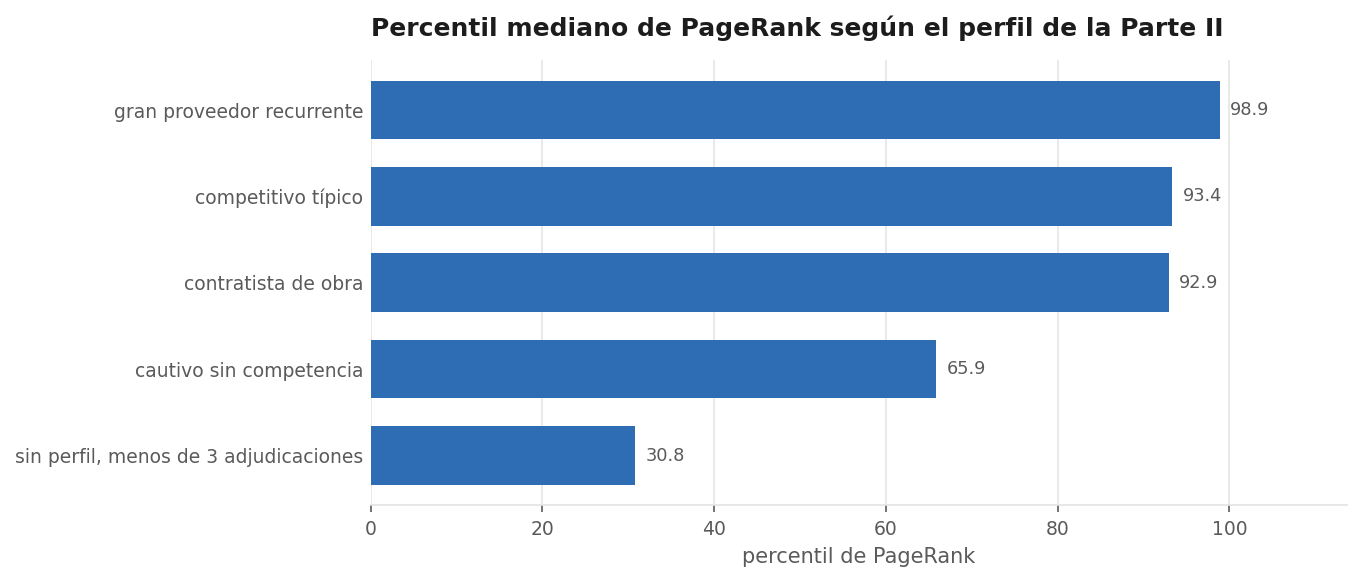 Percentil mediano de PageRank según el perfil de la Parte II
gran proveedor recurrente 98.9
competitivo típico 93.4
contratista de obra 92.9
cautivo sin competencia 65.9
sin perfil, menos de 3 adjudicaciones 30.8
0 20 40 60 80 100
percentil de PageRank